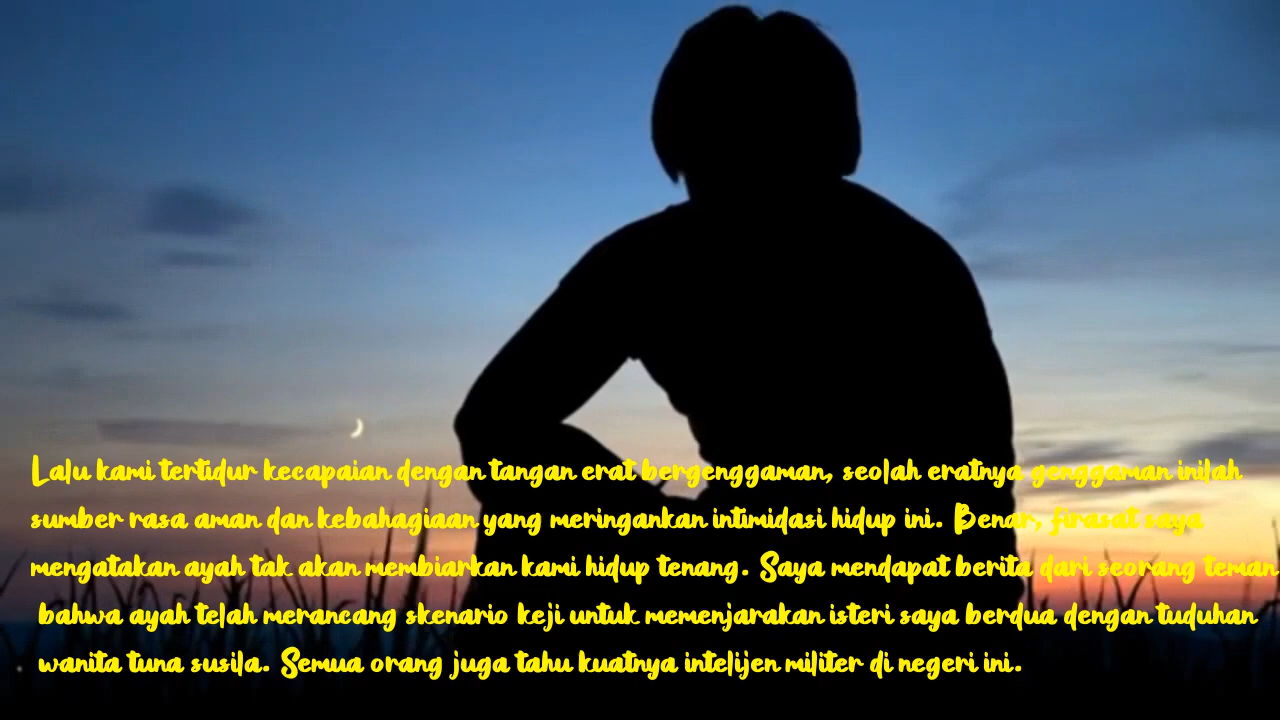 Lalu kami tertidur kecapaian dengan tangan erat bergenggaman, seolah eratnya genggaman inilah
sumber rasa aman dan kebahagiaan yang meringankan intimidasi hidup ini. Benar, firasat saya
mengatakan ayah tak akan membiarkan kami hidup tenang. Saya mendapat berita dari seorang teman
bahwa ayah telah merancang skenario keji untuk memenjarakan isteri saya berdua dengan tuduhan
wanita tuna susila. Semua orang juga tahu kuatnya intelijen militer di negeri ini.